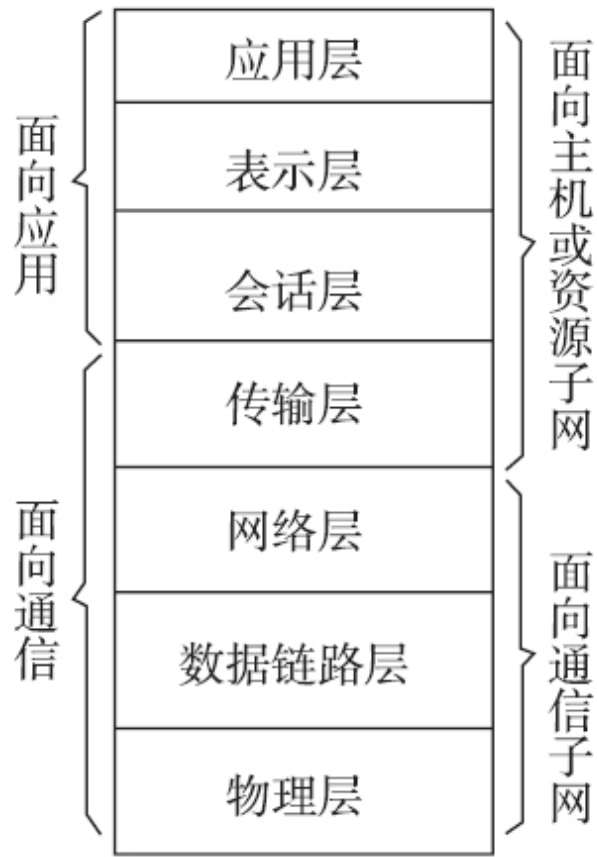 面向应用
面向通信
应用层
表示层
会话层
传输层
网络层
数据链路层
物理层
面向主机或资源子网
面向通信子网